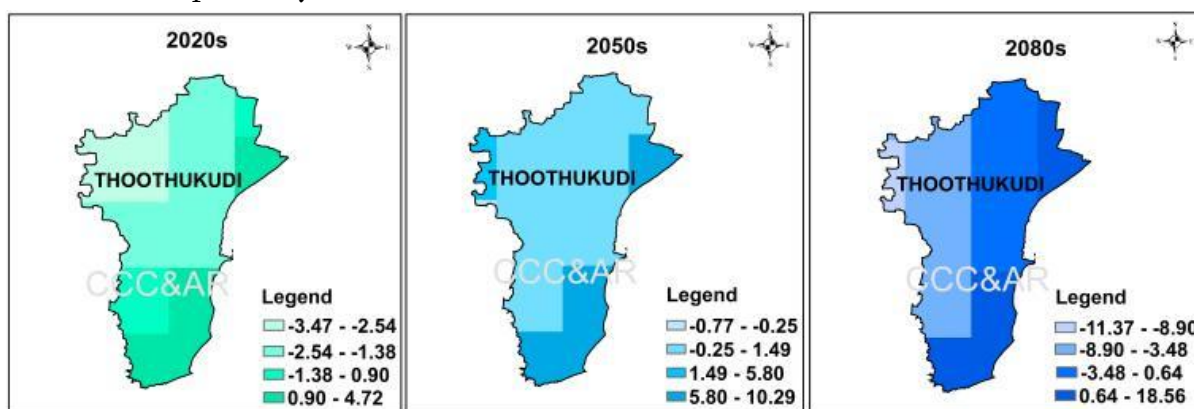 2020s
N
W E
S
THOOTHUKUDI
CCC&AR
Legend
-3.47 - -2.54
-2.54 - -1.38
-1.38 - 0.90
0.90 - 4.72
2050s
N
W E
S
THOOTHUKUDI
CCC&AR
Legend
-0.77 - -0.25
-0.25 - 1.49
1.49 - 5.80
5.80 - 10.29
2080s
N
W E
S
THOOTHUKUDI
CCC&AR
Legend
-11.37 - -8.90
-8.90 - -3.48
-3.48 - 0.64
0.64 - 18.56